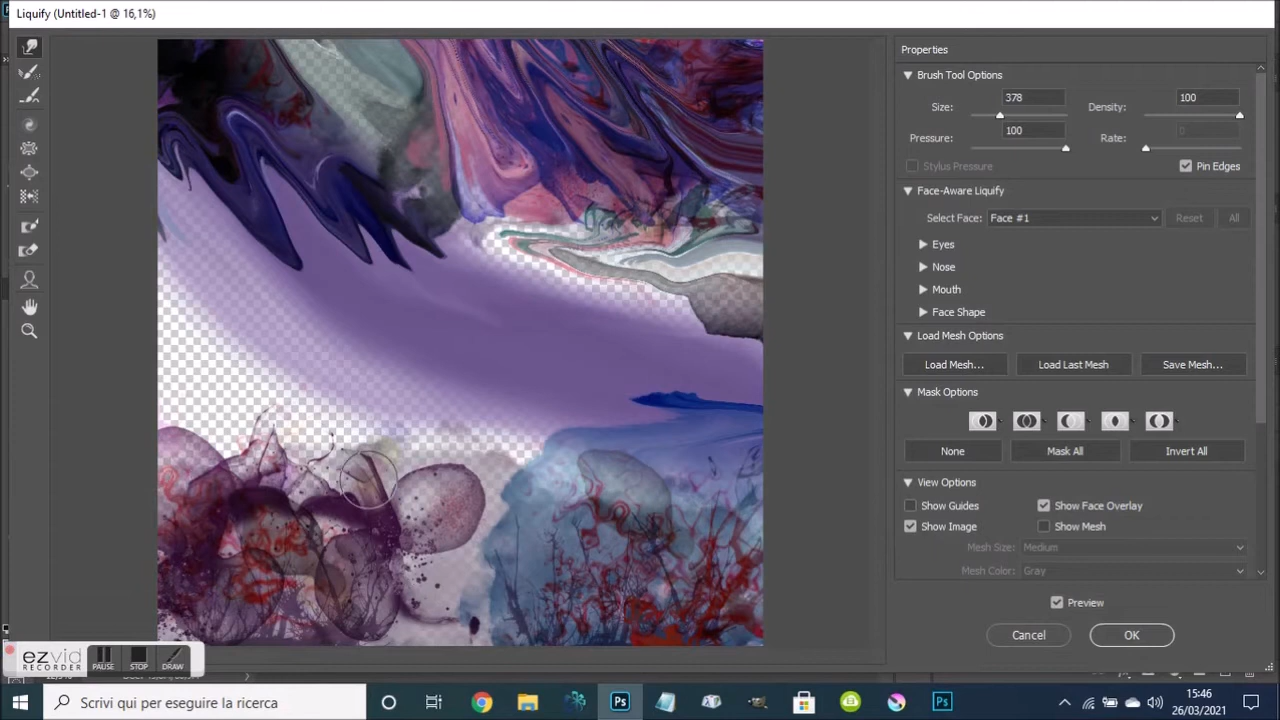 Liquify (Untitled-1 @ 16,1%)
Properties
Brush Tool Options
Size: 378 Density: 100
Pressure: 100 Rate: 0
Stylus Pressure Pin Edges
Face-Aware Liquify
Select Face: Face #1 Reset All
Eyes
Nose
Mouth
Face Shape
Load Mesh Options
Load Mesh... Load Last Mesh Save Mesh...
Mask Options
None Mask All Invert All
View Options
Show Guides Show Face Overlay
Show Image Show Mesh
Mesh Size: Medium
Mesh Color: Gray
Preview
Cancel OK
ezvid
RECORDER
PAUSE STOP DRAW
Scrivi qui per eseguire la ricerca
Ps
Ps
15:46
26/03/2021